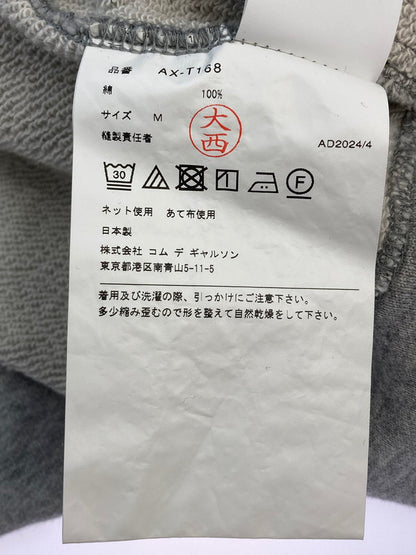 品番 AX-T168
綿 100%
サイズ M
縫製責任者 大西 AD2024/4
30 F
ネット使用 あて布使用
日本製
株式会社 コム デ ギャルソン
東京都港区南青山5-11-5
着用及び洗濯の際、引っかけにご注意下さい。
多少縮み歪むので形を整えて自然乾燥をして下さい。